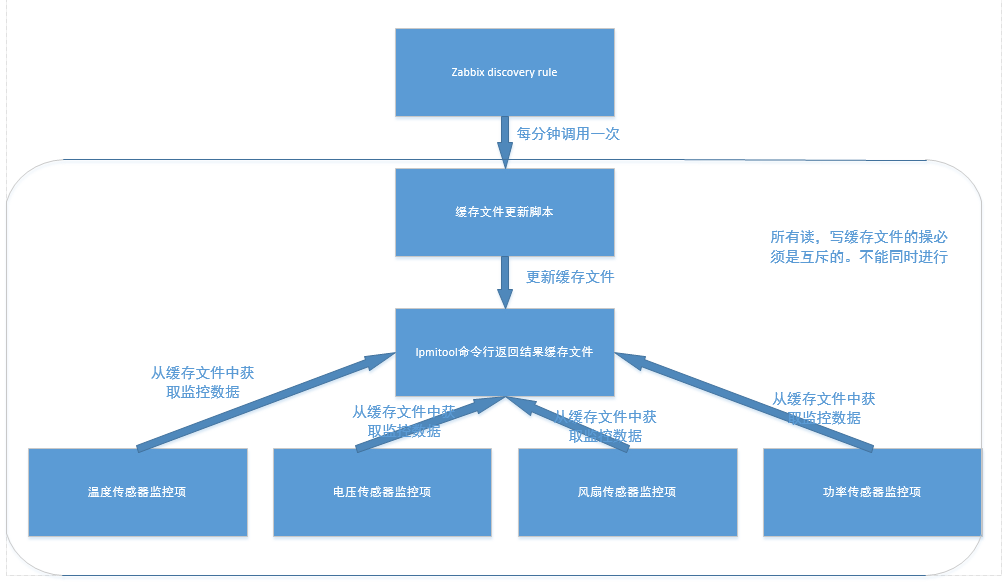 Zabbix discovery rule
每分钟调用一次
缓存文件更新脚本
所有读，写缓存文件的操必
须是互斥的。不能同时进行
更新缓存文件
Ipmitool命令行返回结果缓存文件
从缓存文件中获
取监控数据
从缓存文件中获
取监控数据
从缓存文件中获
取监控数据
从缓存文件中获
取监控数据
温度传感器监控项
电压传感器监控项
风扇传感器监控项
功率传感器监控项